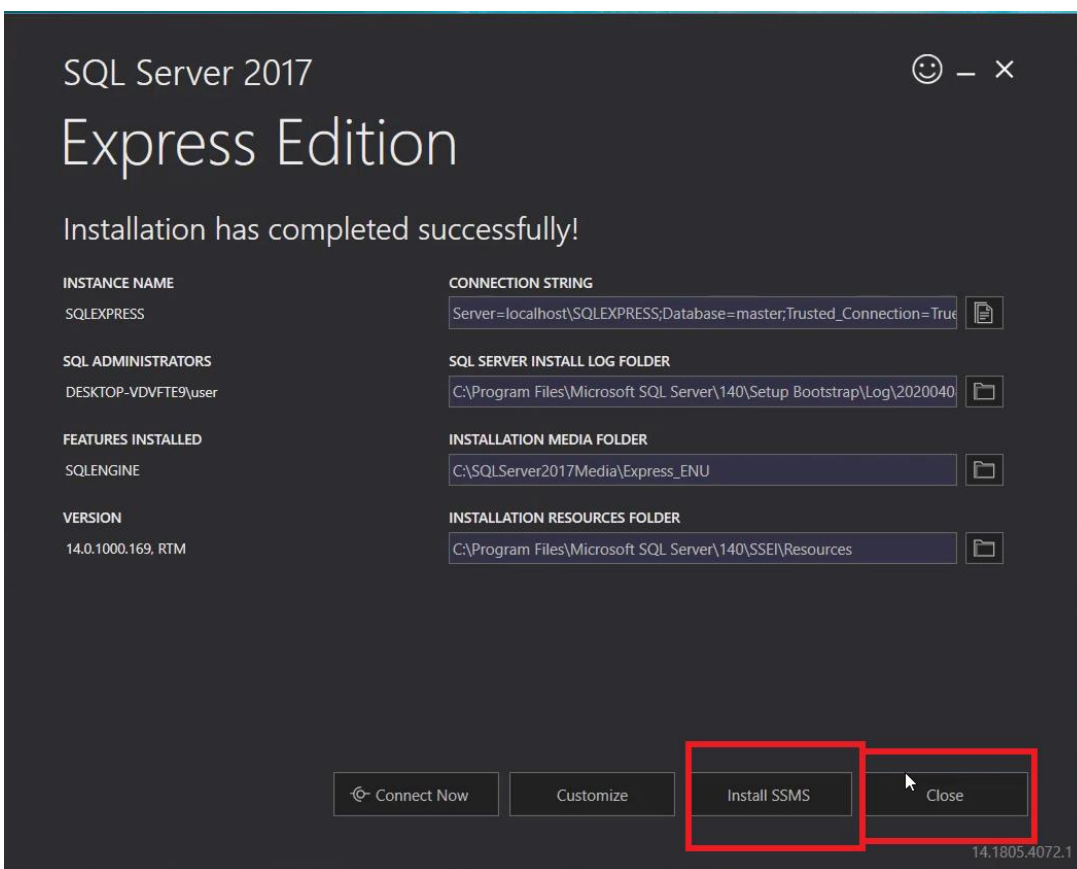 SQL Server 2017
Express Edition
Installation has completed successfully!
INSTANCE NAME
SQLEXPRESS
CONNECTION STRING
Server=localhost\SQLEXPRESS;Database=master;Trusted_Connection=True
SQL ADMINISTRATORS
DESKTOP-VDVFTE9\user
SQL SERVER INSTALL LOG FOLDER
C:\Program Files\Microsoft SQL Server\140\Setup Bootstrap\Log\2020040
FEATURES INSTALLED
SQLENGINE
INSTALLATION MEDIA FOLDER
C:\SQLServer2017Media\Express_ENU
VERSION
14.0.1000.169, RTM
INSTALLATION RESOURCES FOLDER
C:\Program Files\Microsoft SQL Server\140\SSEI\Resources
Connect Now
Customize
Install SSMS
Close
14.1805.4072.1